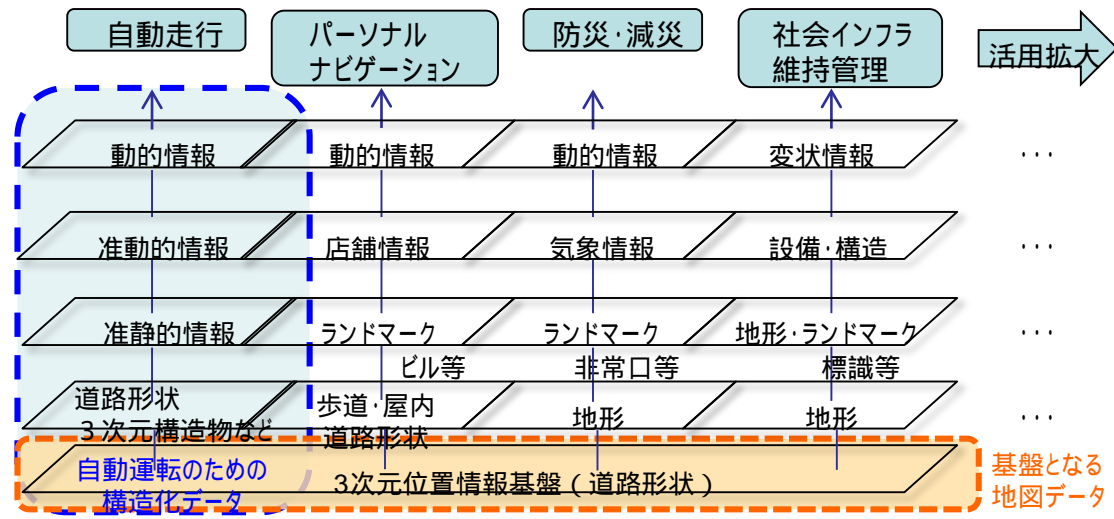 自動走行
パーソナル
ナビゲーション
防災・減災
社会インフラ
維持管理
活用拡大
動的情報
動的情報
動的情報
変状情報
・・・
准動的情報
店舗情報
気象情報
設備・構造
・・・
准静的情報
ランドマーク
ランドマーク
地形・ランドマーク
・・・
ビル等
非常口等
標識等
道路形状
３次元構造物など
歩道・屋内
道路形状
地形
地形
・・・
自動運転のための
構造化データ
3次元位置情報基盤（道路形状）
基盤となる
地図データ